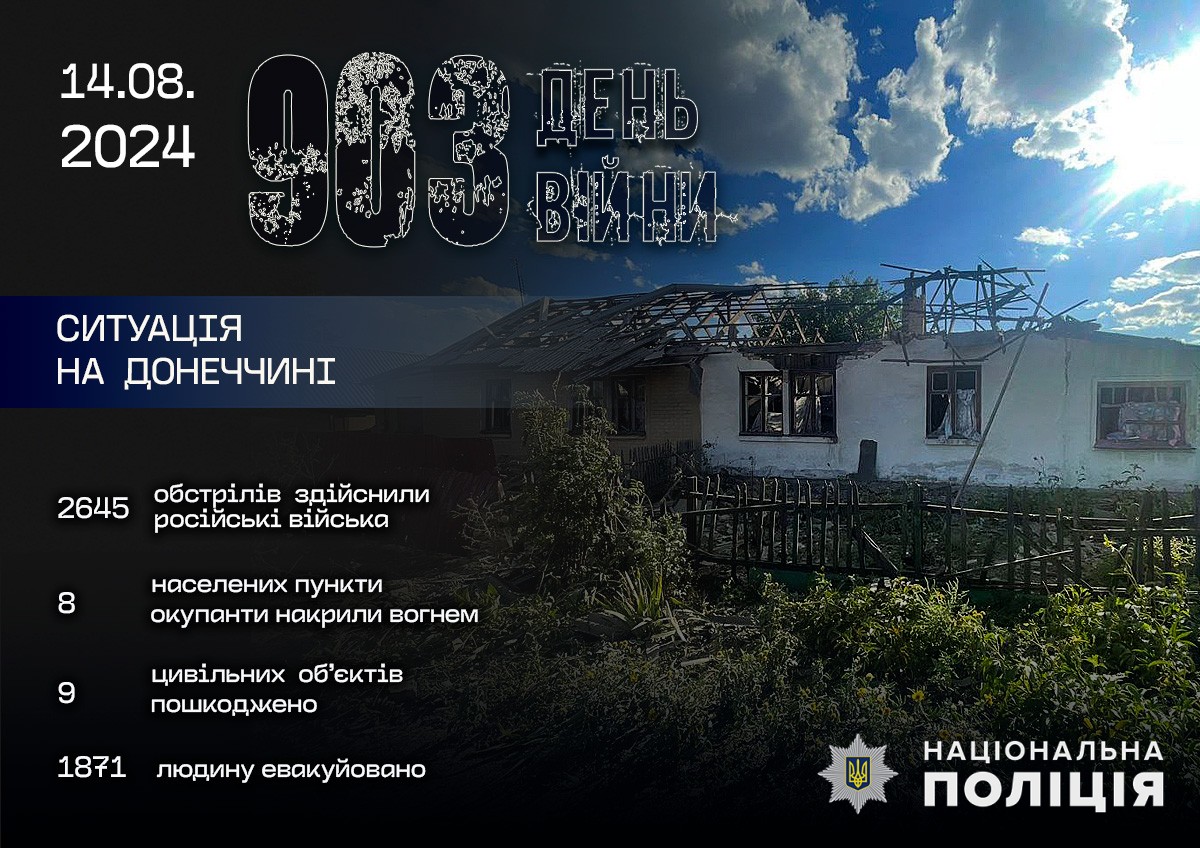 14.08.
2024
903
ДЕНЬ
ВІЙНИ
СИТУАЦІЯ
НА ДОНЕЧЧИНІ
2645 обстрілів здійснили
російські війська
8 населених пункти
окупанти накрили вогнем
9 цивільних об’єктів
пошкоджено
1871 людину евакуйовано
НАЦІОНАЛЬНА
ПОЛІЦІЯ